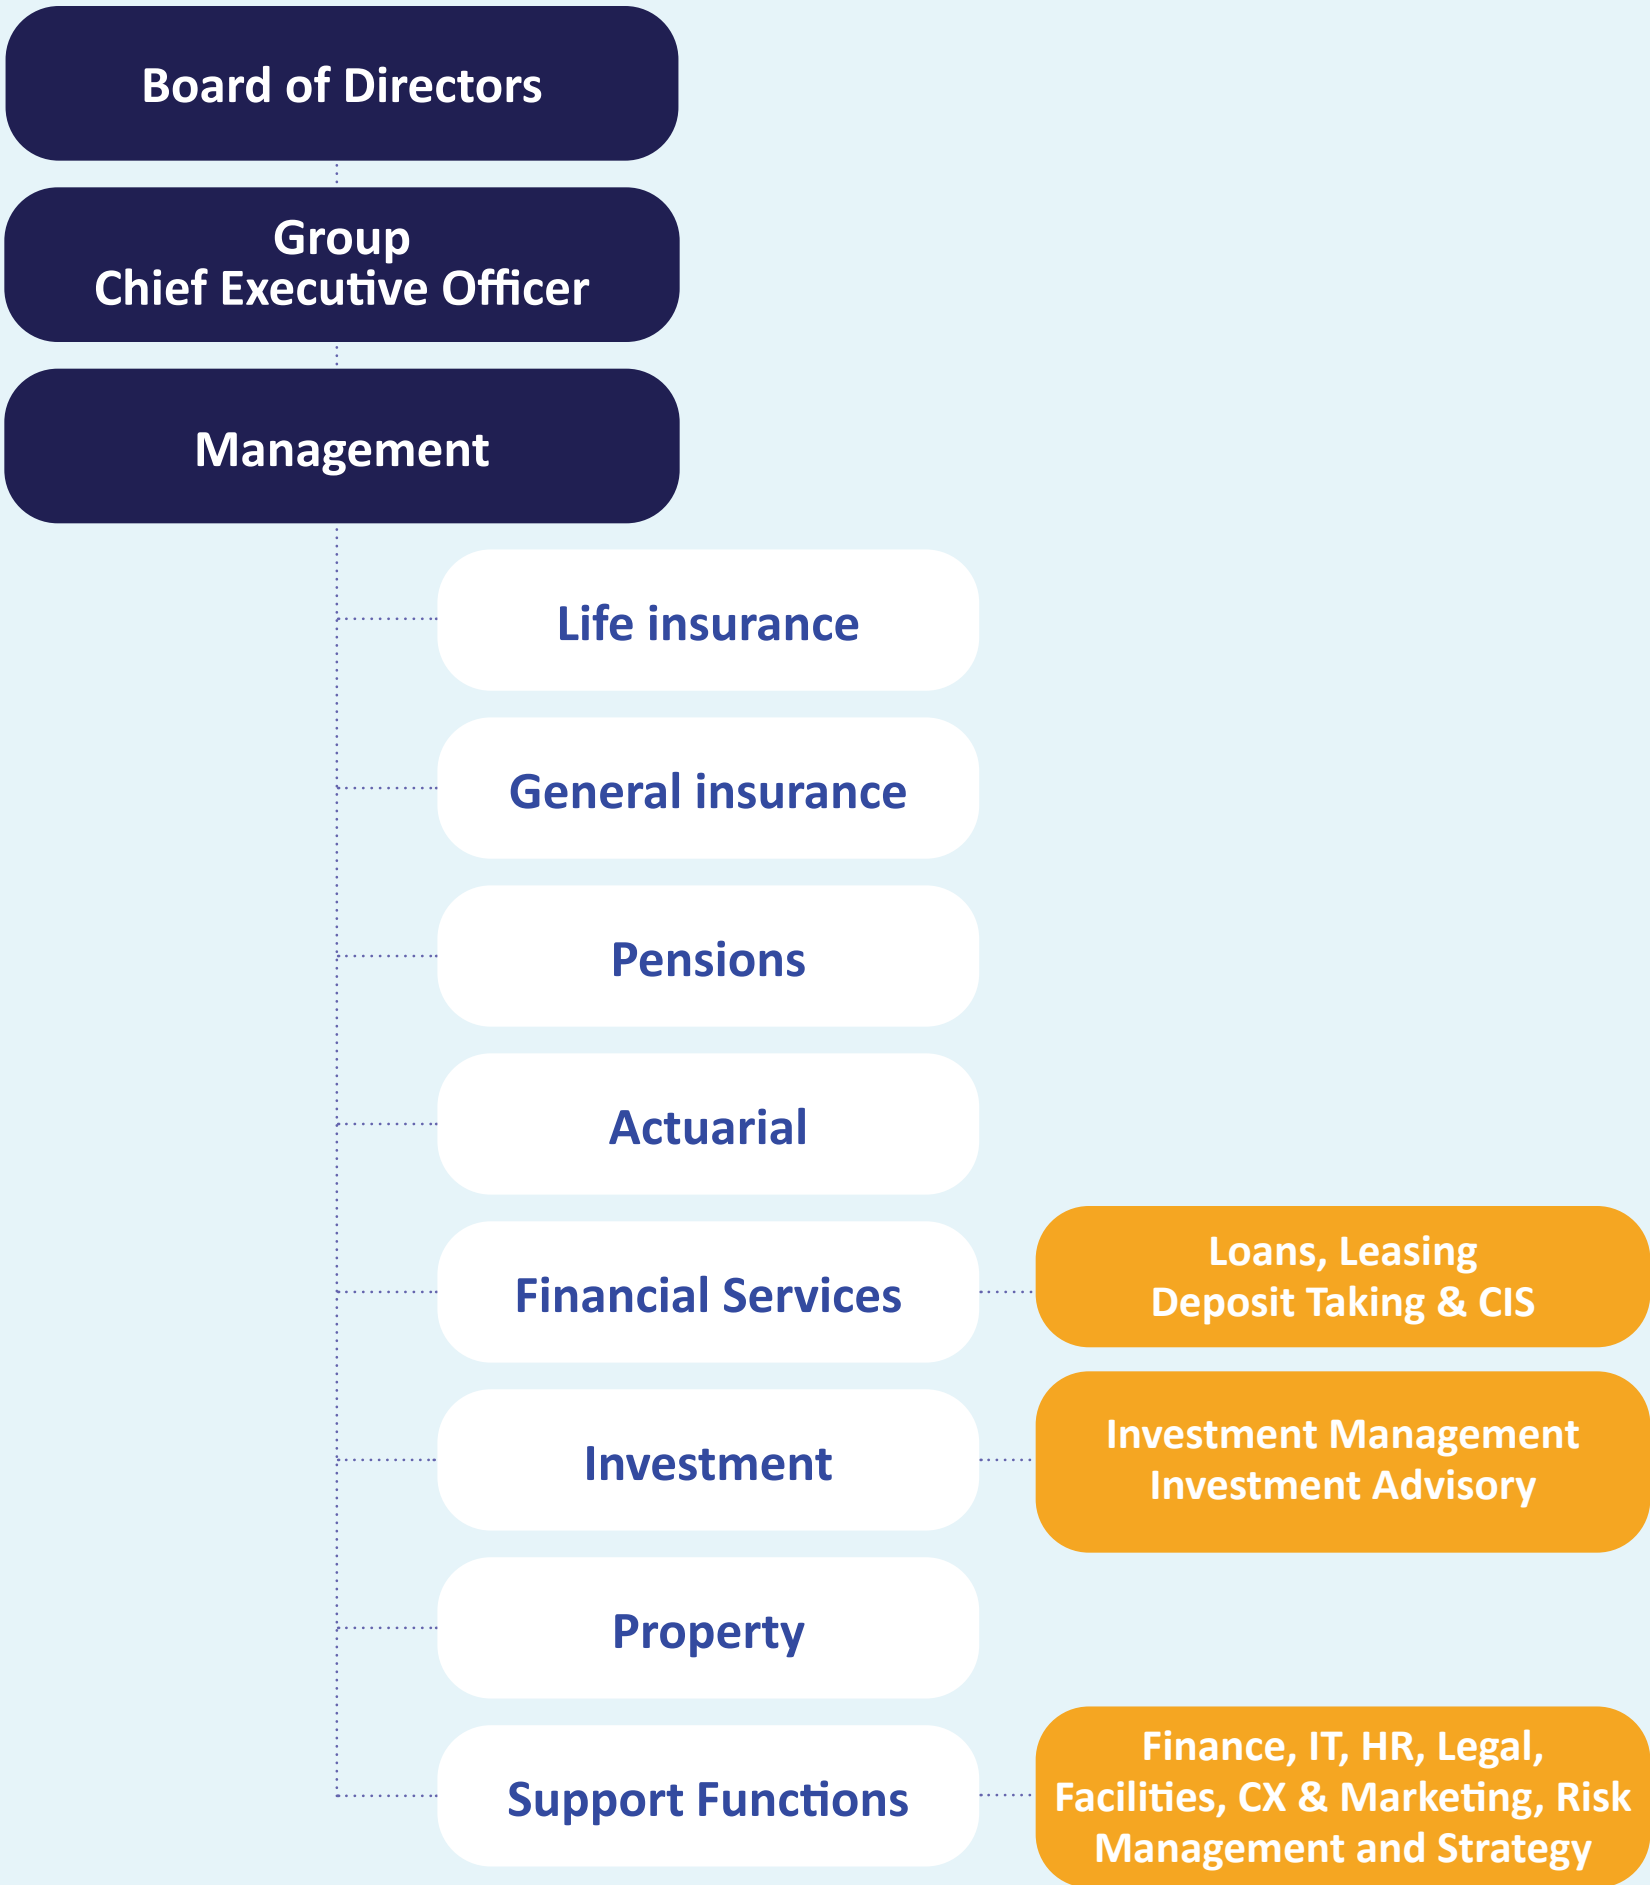 Board of Directors
Group
Chief Executive Officer
Management
Life insurance
General insurance
Pensions
Actuarial
Financial Services
Loans, Leasing
Deposit Taking & CIS
Investment
Investment Management
Investment Advisory
Property
Support Functions
Finance, IT, HR, Legal,
Facilities, CX & Marketing, Risk
Management and Strategy